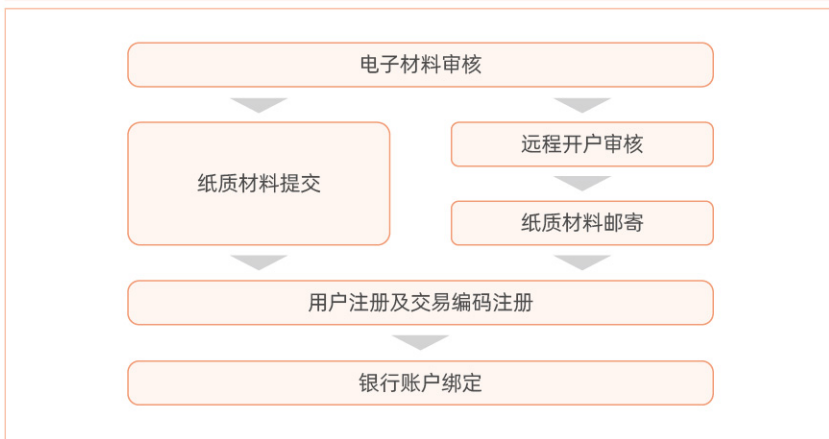 电子材料审核
纸质材料提交
远程开户审核
纸质材料邮寄
用户注册及交易编码注册
银行账户绑定